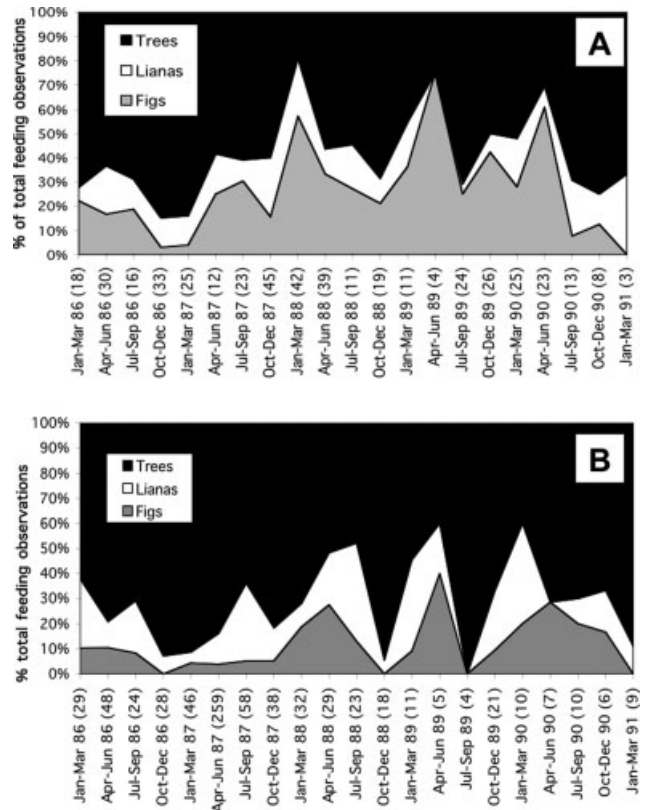 100%
90%
80%
70%
60%
50%
40%
30%
20%
10%
0%
% of total feeding observations
Trees
Lianas
Figs
A
Jan-Mar 86 (18)
Apr-Jun 86 (30)
Jul-Sep 86 (16)
Oct-Dec 86 (33)
Jan-Mar 87 (25)
Apr-Jun 87 (12)
Jul-Sep 87 (23)
Oct-Dec 87 (45)
Jan-Mar 88 (42)
Apr-Jun 88 (39)
Jul-Sep 88 (11)
Oct-Dec 88 (19)
Jan-Mar 89 (11)
Apr-Jun 89 (4)
Jul-Sep 89 (24)
Oct-Dec 89 (26)
Jan-Mar 90 (25)
Apr-Jun 90 (23)
Jul-Sep 90 (13)
Oct-Dec 90 (8)
Jan-Mar 91 (3)
100%
90%
80%
70%
60%
50%
40%
30%
20%
10%
0%
% total feeding observations
Trees
Lianas
Figs
B
Jan-Mar 86 (29)
Apr-Jun 86 (48)
Jul-Sep 86 (24)
Oct-Dec 86 (28)
Jan-Mar 87 (46)
Apr-Jun 87 (259)
Jul-Sep 87 (58)
Oct-Dec 87 (38)
Jan-Mar 88 (32)
Apr-Jun 88 (29)
Jul-Sep 88 (23)
Oct-Dec 88 (18)
Jan-Mar 89 (11)
Apr-Jun 89 (5)
Jul-Sep 89 (4)
Oct-Dec 89 (21)
Jan-Mar 90 (10)
Apr-Jun 90 (7)
Jul-Sep 90 (10)
Oct-Dec 90 (6)
Jan-Mar 91 (9)